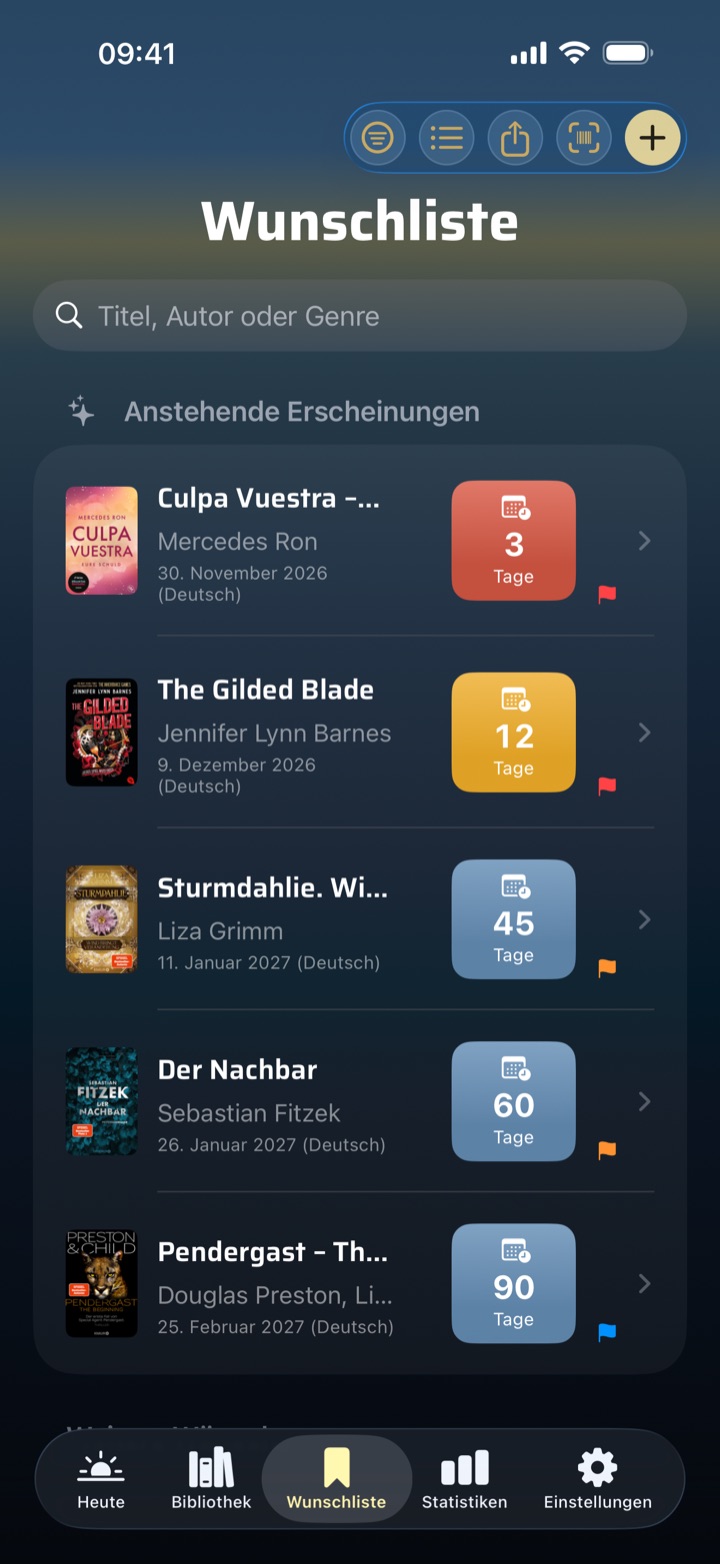 09:41
Wunschliste
Titel, Autor oder Genre
Anstehende Erscheinungen
MERCEDES RON
CULPA
VUESTRA
EURE SCHULD
Culpa Vuestra –...
Mercedes Ron
30. November 2026
(Deutsch)
3
Tage
JENNIFER LYNN BARNES
THE GILDED
BLADE
The Gilded Blade
Jennifer Lynn Barnes
9. Dezember 2026
(Deutsch)
12
Tage
STURMDAHLIE
Sturmdahlie. Wi...
Liza Grimm
11. Januar 2027 (Deutsch)
45
Tage
SEBASTIAN
FITZEK
DER
NACHBAR
Der Nachbar
Sebastian Fitzek
26. Januar 2027 (Deutsch)
60
Tage
PRESTON
& CHILD
PENDERGAST
THE BEGINNING
Pendergast – Th...
Douglas Preston, Li...
25. Februar 2027 (Deutsch)
90
Tage
Heute
Bibliothek
Wunschliste
Statistiken
Einstellungen